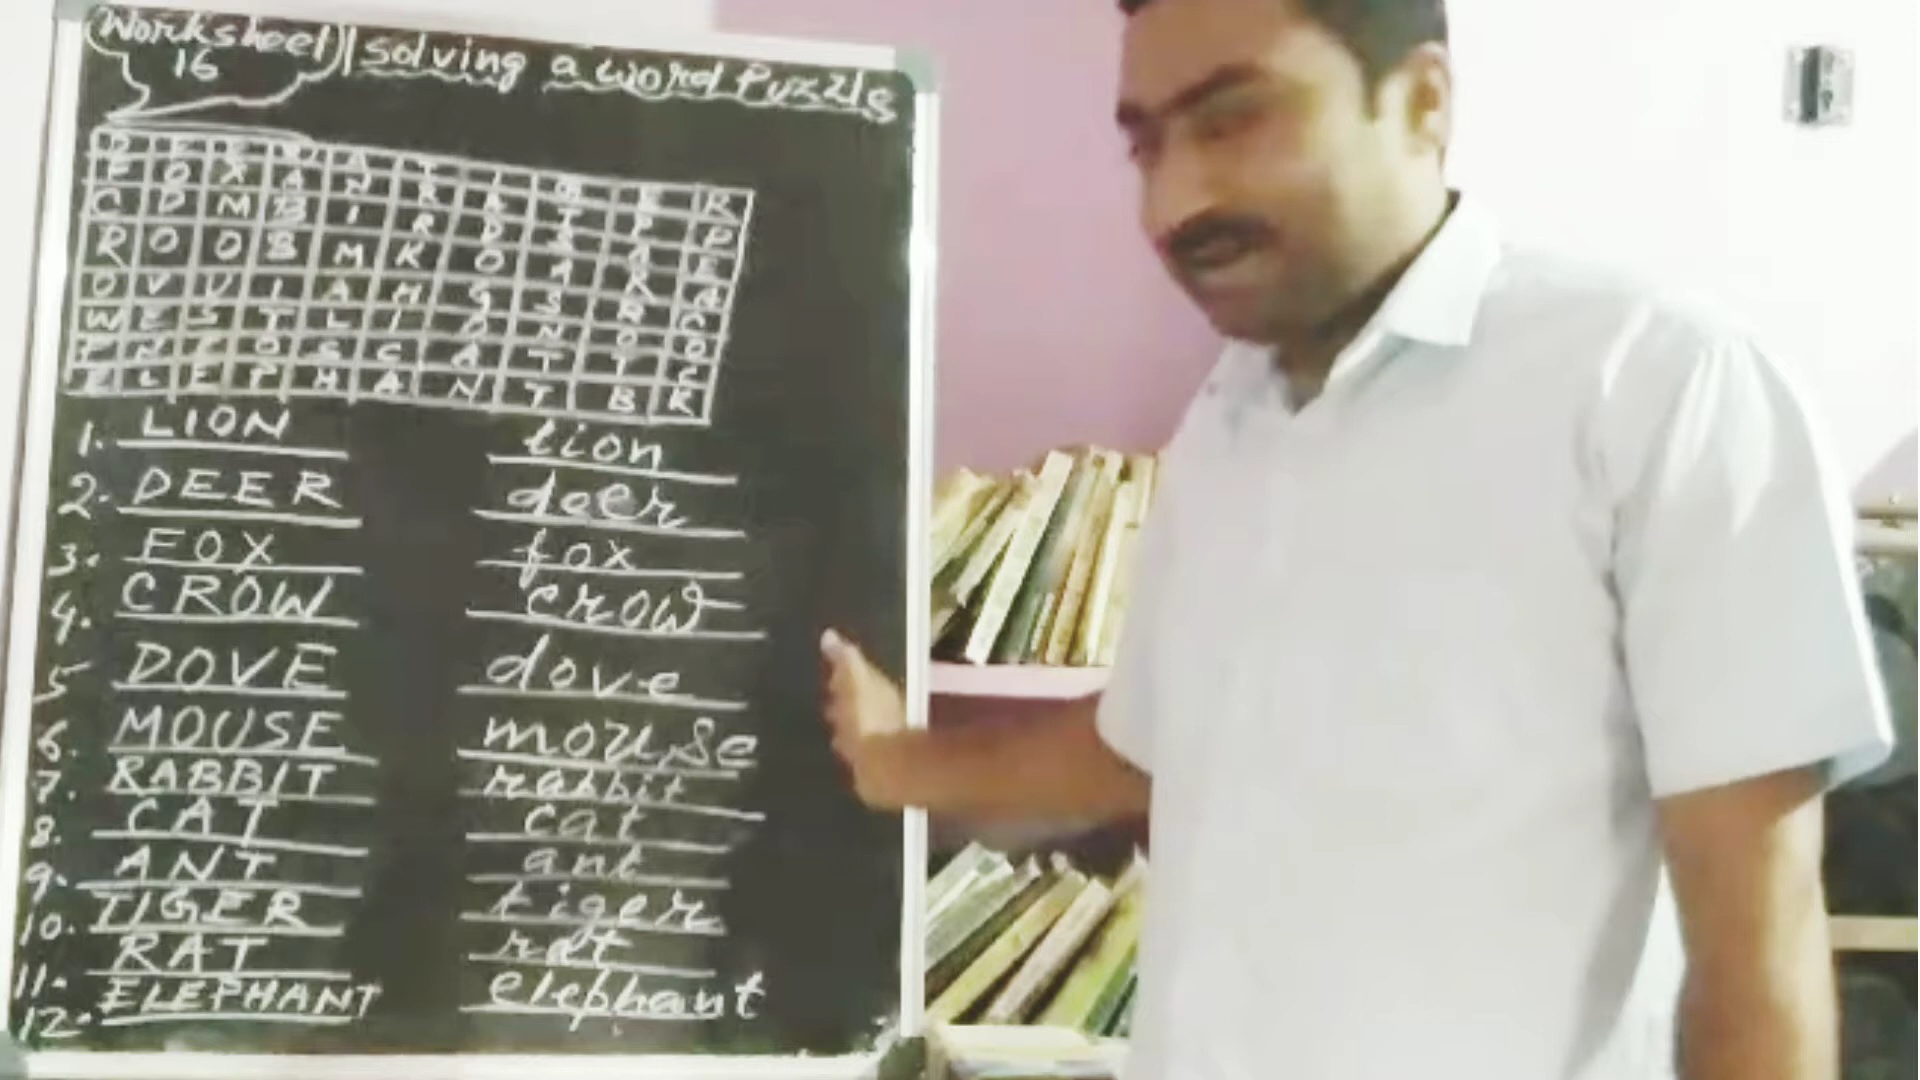 Worksheet 16
solving a word Puzzle
D E E R A T I G E R
F O X A N R
C D M B I R D
R O O B M K O A
O V U I A H G S R A
W E S T L I O N O O
E L E P H A N T B R
1. LION lion
2. DEER deer
3. FOX fox
4. CROW crow
5 DOVE dove
6. MOUSE mouse
7. RABBIT rabbit
8. CAT cat
9. ANT ant
10. TIGER tiger
11. RAT rat
12. ELEPHANT elephant